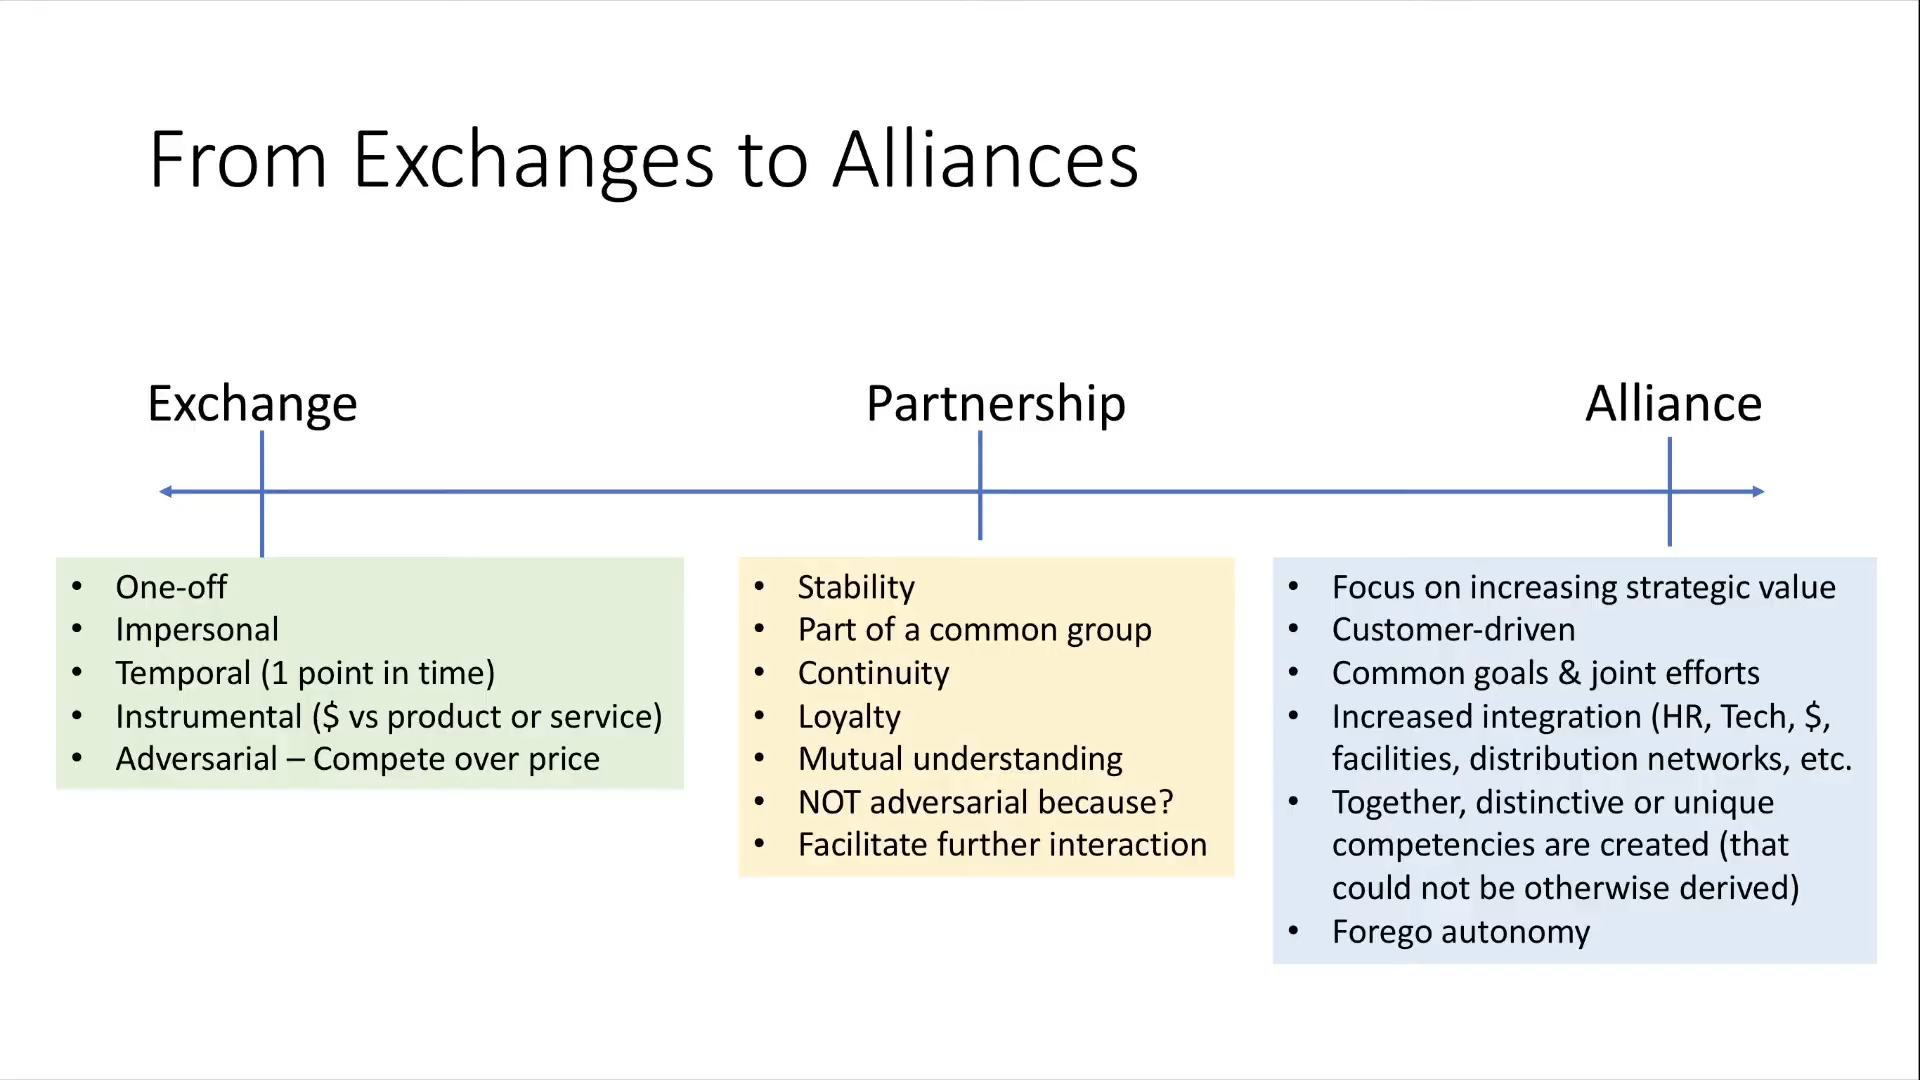 From Exchanges to Alliances
Exchange
Partnership
Alliance
• One-off
• Impersonal
• Temporal (1 point in time)
• Instrumental ($ vs product or service)
• Adversarial – Compete over price
• Stability
• Part of a common group
• Continuity
• Loyalty
• Mutual understanding
• NOT adversarial because?
• Facilitate further interaction
• Focus on increasing strategic value
• Customer-driven
• Common goals & joint efforts
• Increased integration (HR, Tech, $,
facilities, distribution networks, etc.
• Together, distinctive or unique
competencies are created (that
could not be otherwise derived)
• Forego autonomy